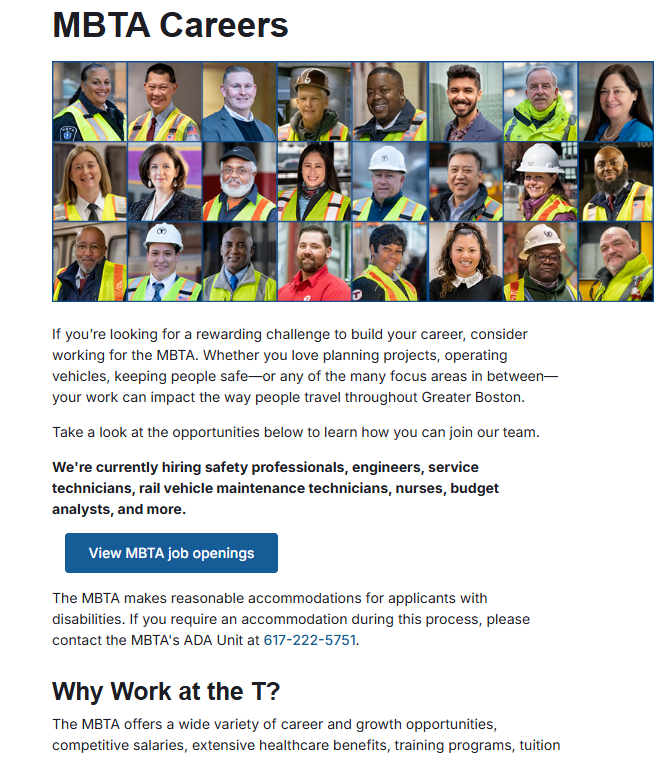 MBTA Careers
If you’re looking for a rewarding challenge to build your career, consider
working for the MBTA. Whether you love planning projects, operating
vehicles, keeping people safe—or any of the many focus areas in between—
your work can impact the way people travel throughout Greater Boston.
Take a look at the opportunities below to learn how you can join our team.
We're currently hiring safety professionals, engineers, service
technicians, rail vehicle maintenance technicians, nurses, budget
analysts, and more.
View MBTA job openings
The MBTA makes reasonable accommodations for applicants with
disabilities. If you require an accommodation during this process, please
contact the MBTA's ADA Unit at 617-222-5751.
Why Work at the T?
The MBTA offers a wide variety of career and growth opportunities,
competitive salaries, extensive healthcare benefits, training programs, tuition